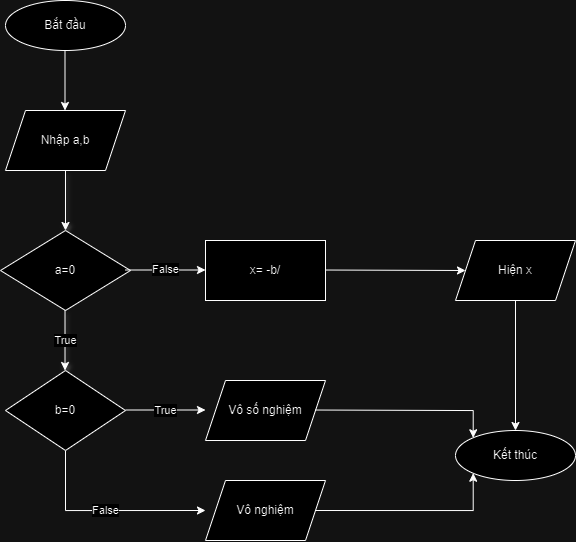 Bắt đầu
Nhập a,b
a=0
False
x= -b/
Hiện x
True
b=0
True
Vô số nghiệm
Kết thúc
False
Vô nghiệm